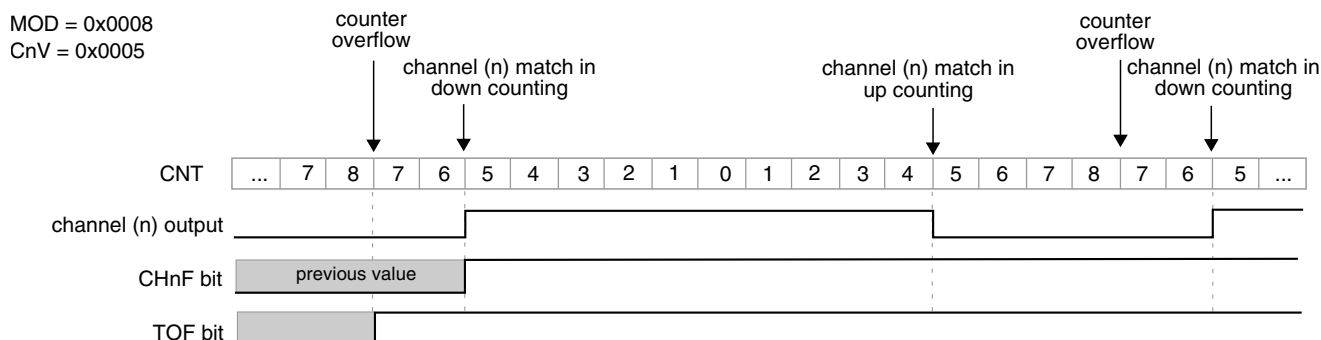 MOD = 0x0008
CnV = 0x0005
counter
overflow
channel (n) match in
down counting
channel (n) match in
up counting
counter
overflow
channel (n) match in
down counting
CNT ... 7 8 7 6 5 4 3 2 1 0 1 2 3 4 5 6 7 8 7 6 5 ...
channel (n) output
CHnF bit previous value
TOF bit